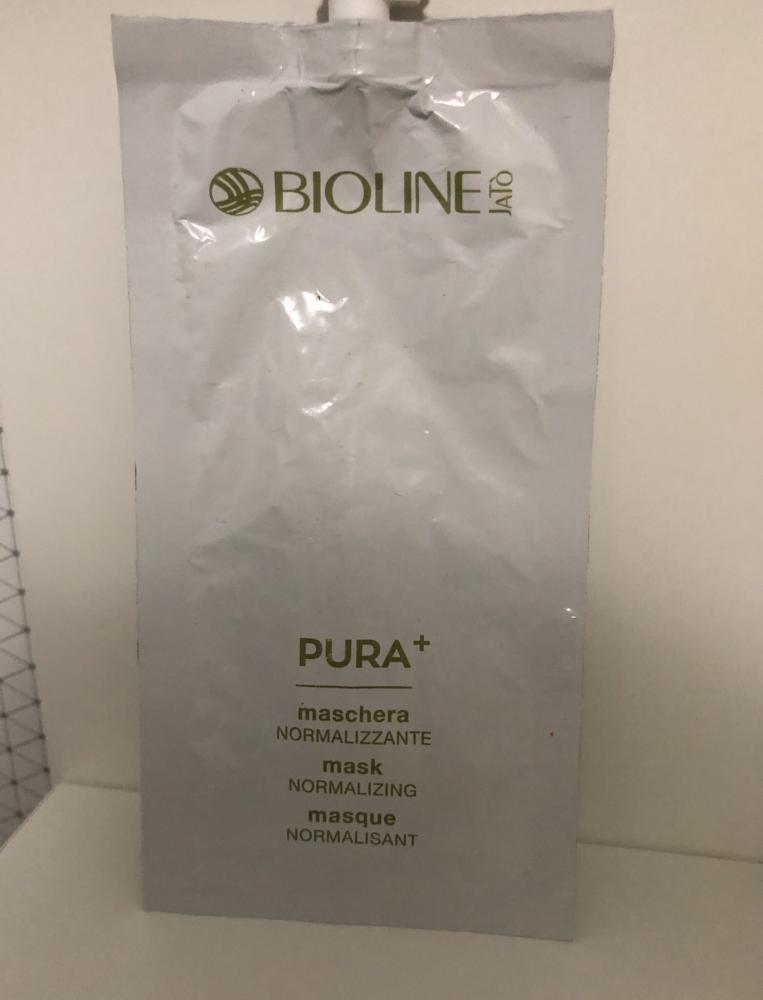 BIOLINE JATÒ
PURA+
maschera
NORMALIZZANTE
mask
NORMALIZING
masque
NORMALISANT